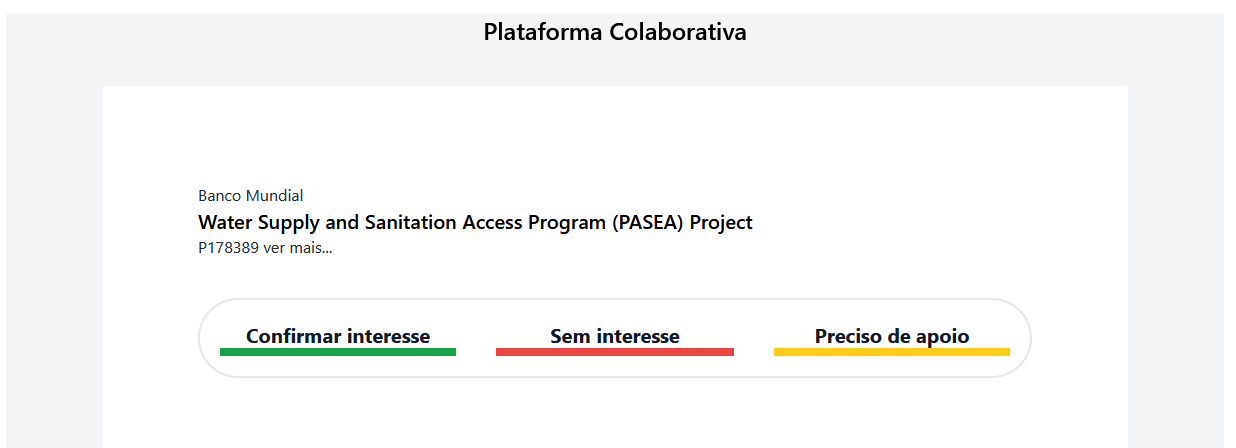 Plataforma Colaborativa
Banco Mundial
Water Supply and Sanitation Access Program (PASEA) Project
P178389 ver mais...
Confirmar interesse
Sem interesse
Preciso de apoio